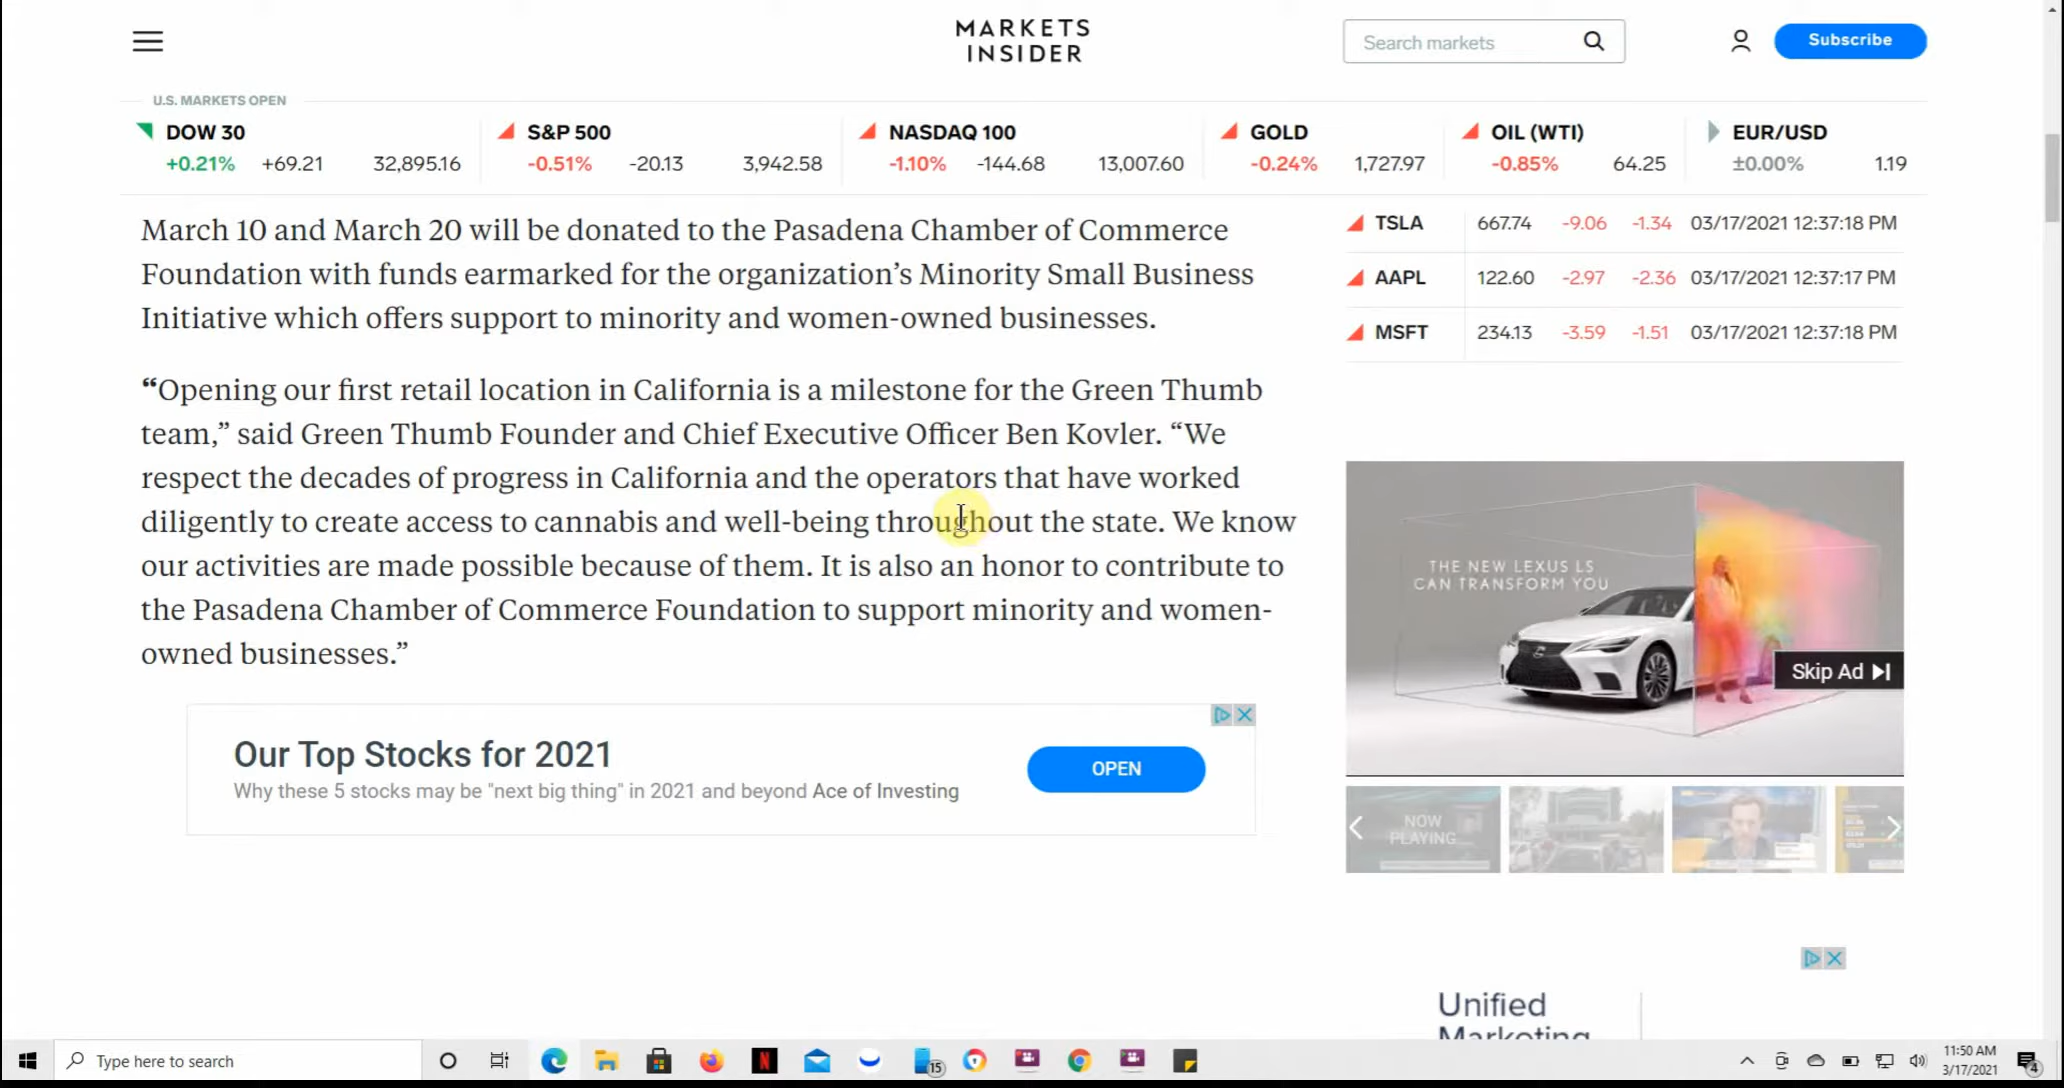 MARKETS
INSIDER
Search markets
Subscribe
U.S. MARKETS OPEN
DOW 30
+0.21% +69.21 32,895.16
S&P 500
-0.51% -20.13 3,942.58
NASDAQ 100
-1.10% -144.68 13,007.60
GOLD
-0.24% 1,727.97
OIL (WTI)
-0.85% 64.25
EUR/USD
±0.00% 1.19
March 10 and March 20 will be donated to the Pasadena Chamber of Commerce
Foundation with funds earmarked for the organization’s Minority Small Business
Initiative which offers support to minority and women-owned businesses.
“Opening our first retail location in California is a milestone for the Green Thumb
team,” said Green Thumb Founder and Chief Executive Officer Ben Kovler. “We
respect the decades of progress in California and the operators that have worked
diligently to create access to cannabis and well-being throughout the state. We know
our activities are made possible because of them. It is also an honor to contribute to
the Pasadena Chamber of Commerce Foundation to support minority and women-
owned businesses.”
Our Top Stocks for 2021
Why these 5 stocks may be "next big thing" in 2021 and beyond Ace of Investing
OPEN
TSLA 667.74 -9.06 -1.34 03/17/2021 12:37:18 PM
AAPL 122.60 -2.97 -2.36 03/17/2021 12:37:17 PM
MSFT 234.13 -3.59 -1.51 03/17/2021 12:37:18 PM
THE NEW LEXUS LS
CAN TRANSFORM YOU
Skip Ad
NOW
PLAYING
Unified
Marketing
Type here to search
N
15
11:50 AM
3/17/2021
4